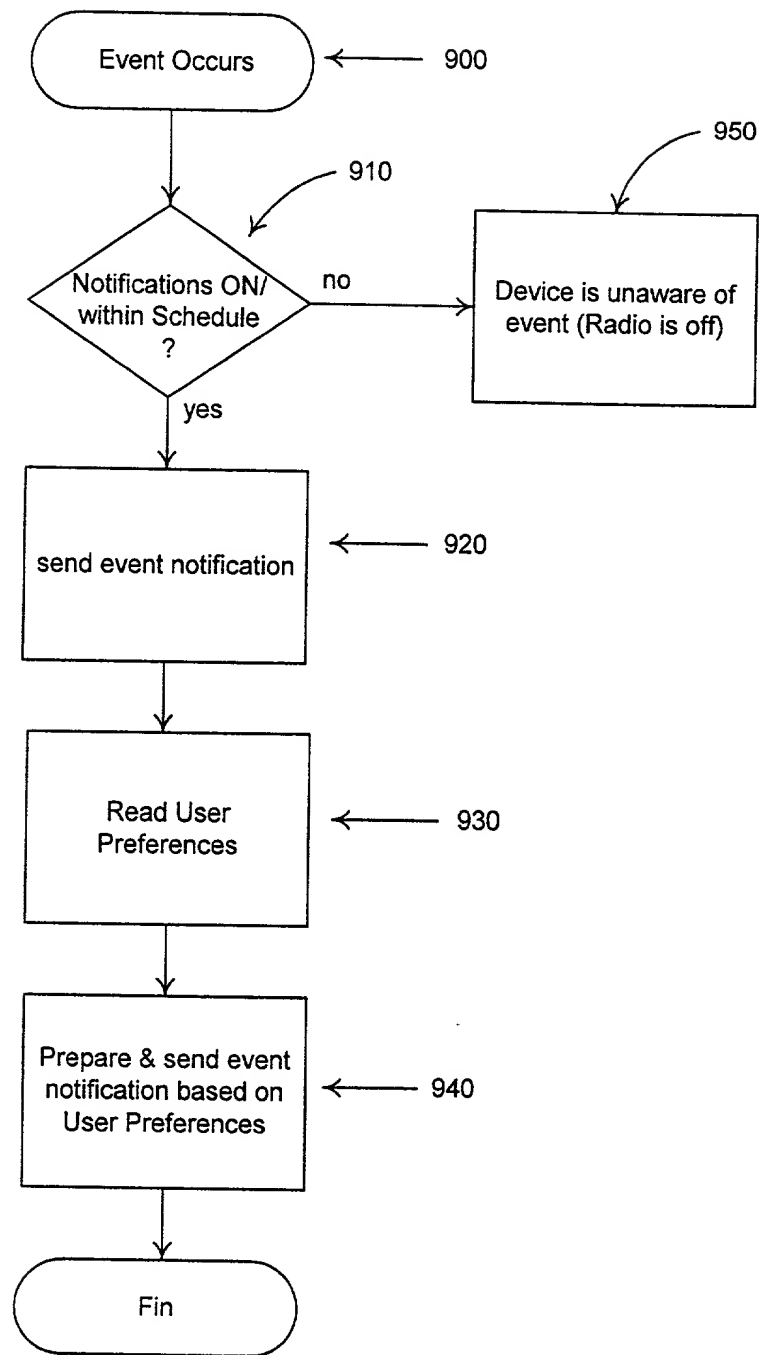 Event Occurs
900
950
910
Notifications ON/
within Schedule
?
no
Device is unaware of
event (Radio is off)
yes
send event notification
920
Read User
Preferences
930
Prepare & send event
notification based on
User Preferences
940
Fin